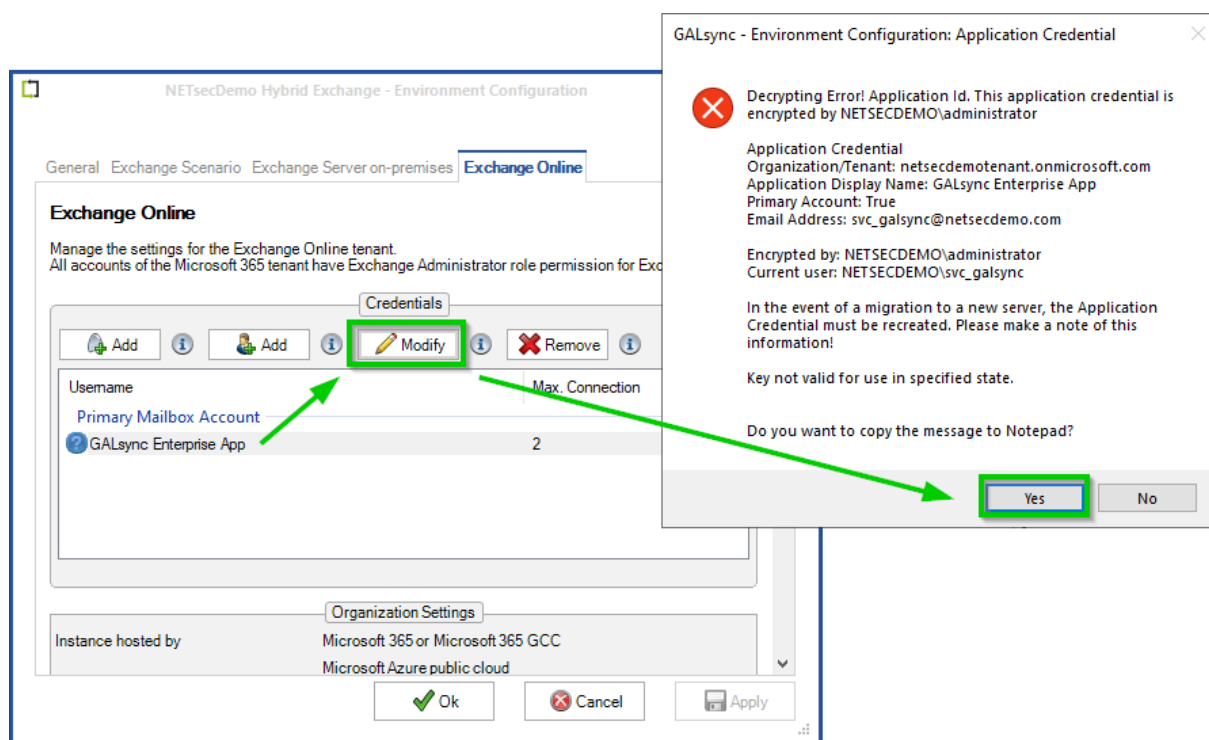 GALsync - Environment Configuration: Application Credential
Decrypting Error! Application Id. This application credential is
encrypted by NETSECDEMO\administrator
Application Credential
Organization/Tenant: netsecdemotenant.onmicrosoft.com
Application Display Name: GALsync Enterprise App
Primary Account: True
Email Address: svc_galsync@netsecdemo.com
Encrypted by: NETSECDEMO\administrator
Current user: NETSECDEMO\svc_galsync
In the event of a migration to a new server, the Application
Credential must be recreated. Please make a note of this
information!
Key not valid for use in specified state.
Do you want to copy the message to Notepad?
Yes No
NETsecDemo Hybrid Exchange - Environment Configuration
General Exchange Scenario Exchange Server on-premises Exchange Online
Exchange Online
Manage the settings for the Exchange Online tenant.
All accounts of the Microsoft 365 tenant have Exchange Administrator role permission for Exc
Credentials
Add Add Modify Remove
Username Max. Connection
Primary Mailbox Account
GALsync Enterprise App 2
Organization Settings
Instance hosted by Microsoft 365 or Microsoft 365 GCC
Microsoft Azure public cloud
Ok Cancel Apply